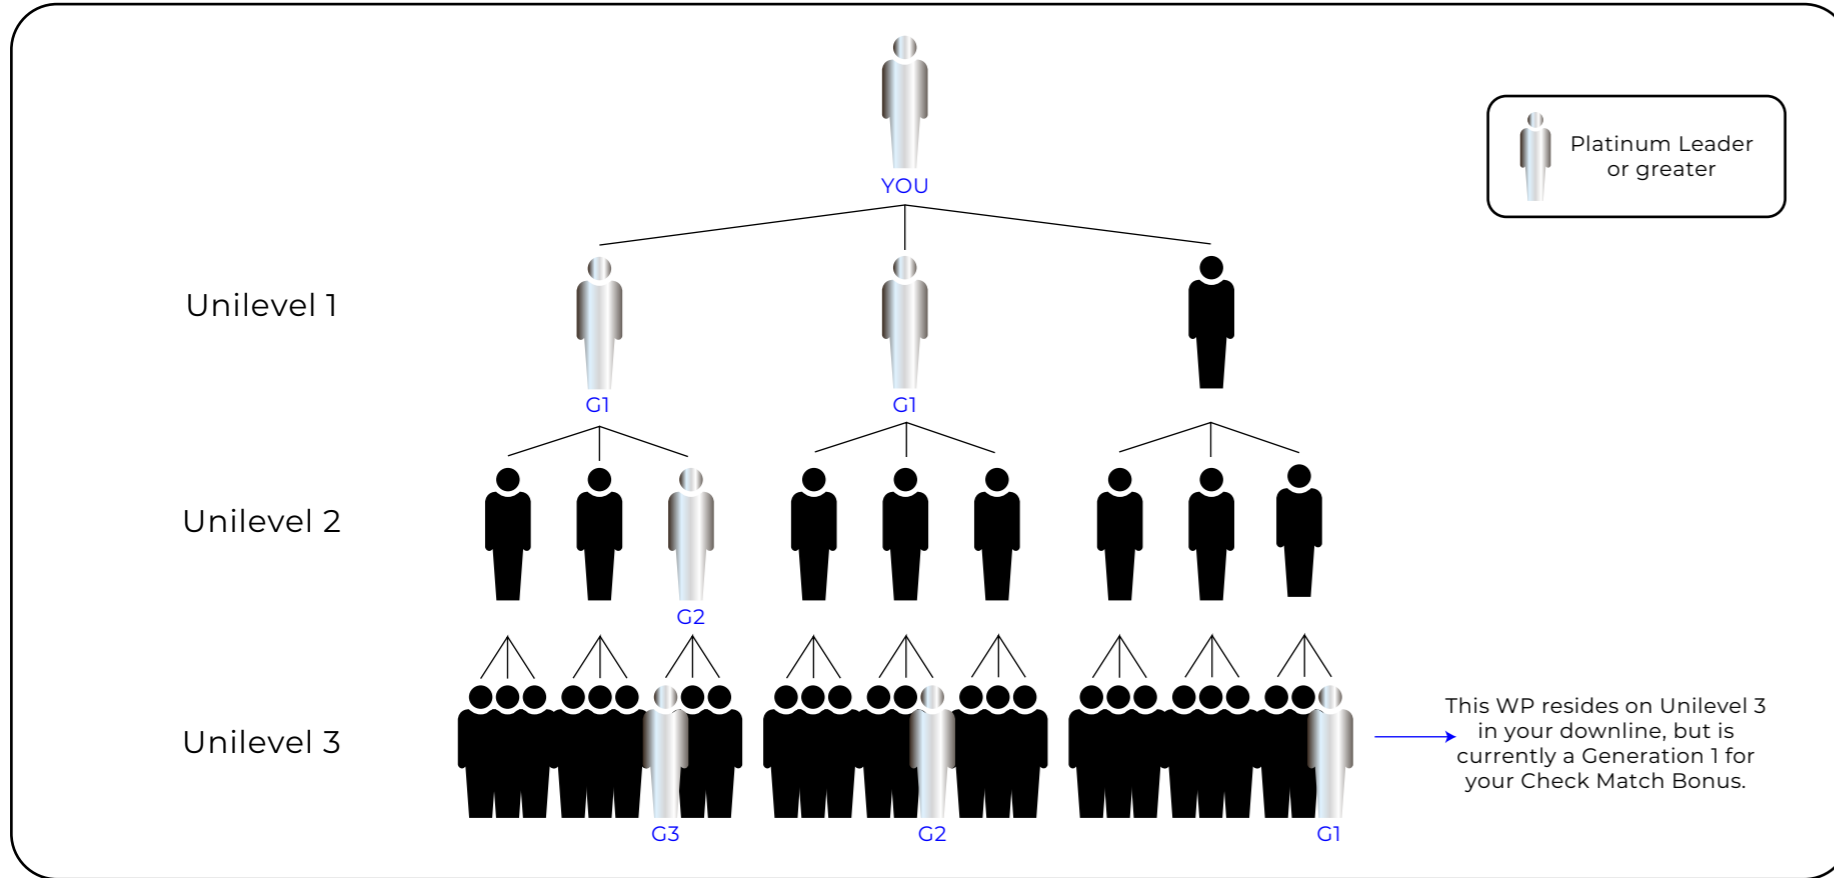 Platinum Leader
or greater
YOU
Unilevel 1
G1 G1
Unilevel 2
G2
Unilevel 3
This WP resides on Unilevel 3
in your downline, but is
currently a Generation 1 for
your Check Match Bonus.
G3 G2 G1